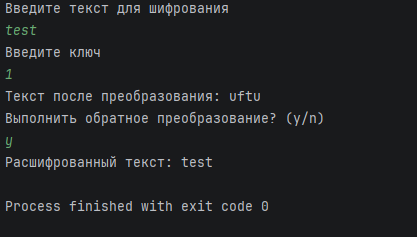 Введите текст для шифрования
test
Введите ключ
1
Текст после преобразования: uftu
Выполнить обратное преобразование? (y/n)
y
Расшифрованный текст: test
Process finished with exit code 0